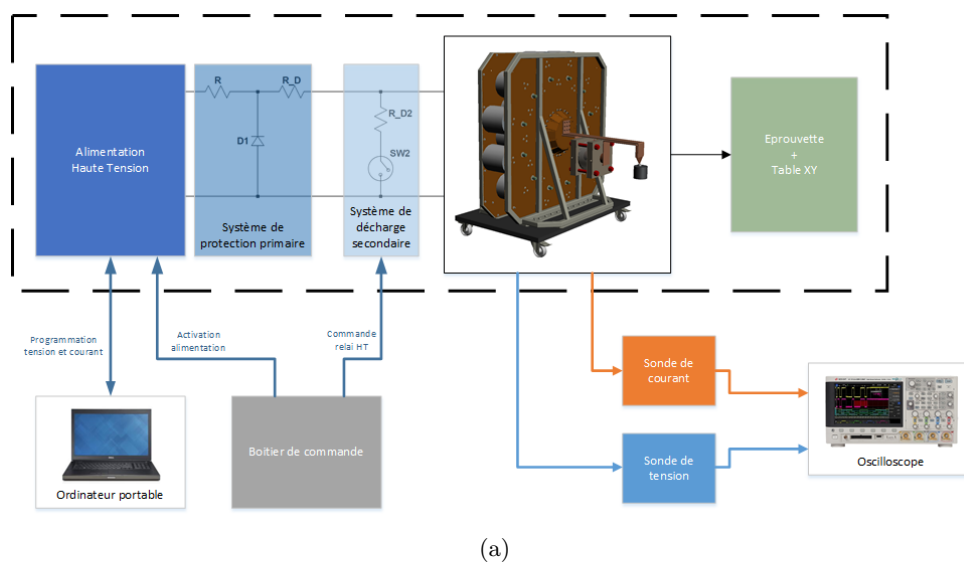 R
R_D
R_D2
D1
SW2
Alimentation
Haute Tension
Eprouvette
+
Table XY
Système de
protection primaire
Système de
décharge
secondaire
Programmation
tension et courant
Activation
alimentation
Commande
relai HT
Sonde de
courant
Boitier de commande
Sonde de
tension
Oscilloscope
Ordinateur portable
(a)